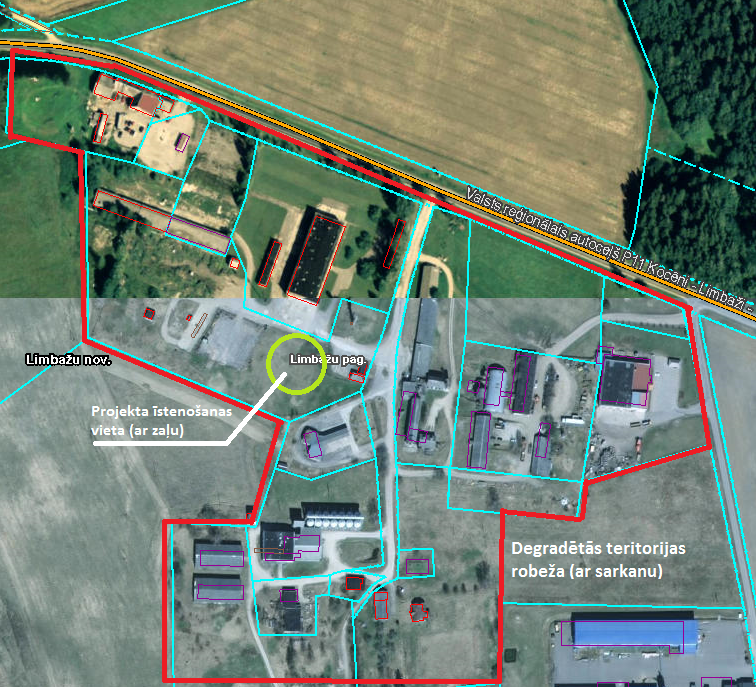 Valsts reģionālais autoceļš P11 Kocēni - Limbaži -
Limbažu nov.
Limbažu pag.
Projekta īstenošanas
vieta (ar zaļu)
Degradētās teritorijas
robeža (ar sarkanu)